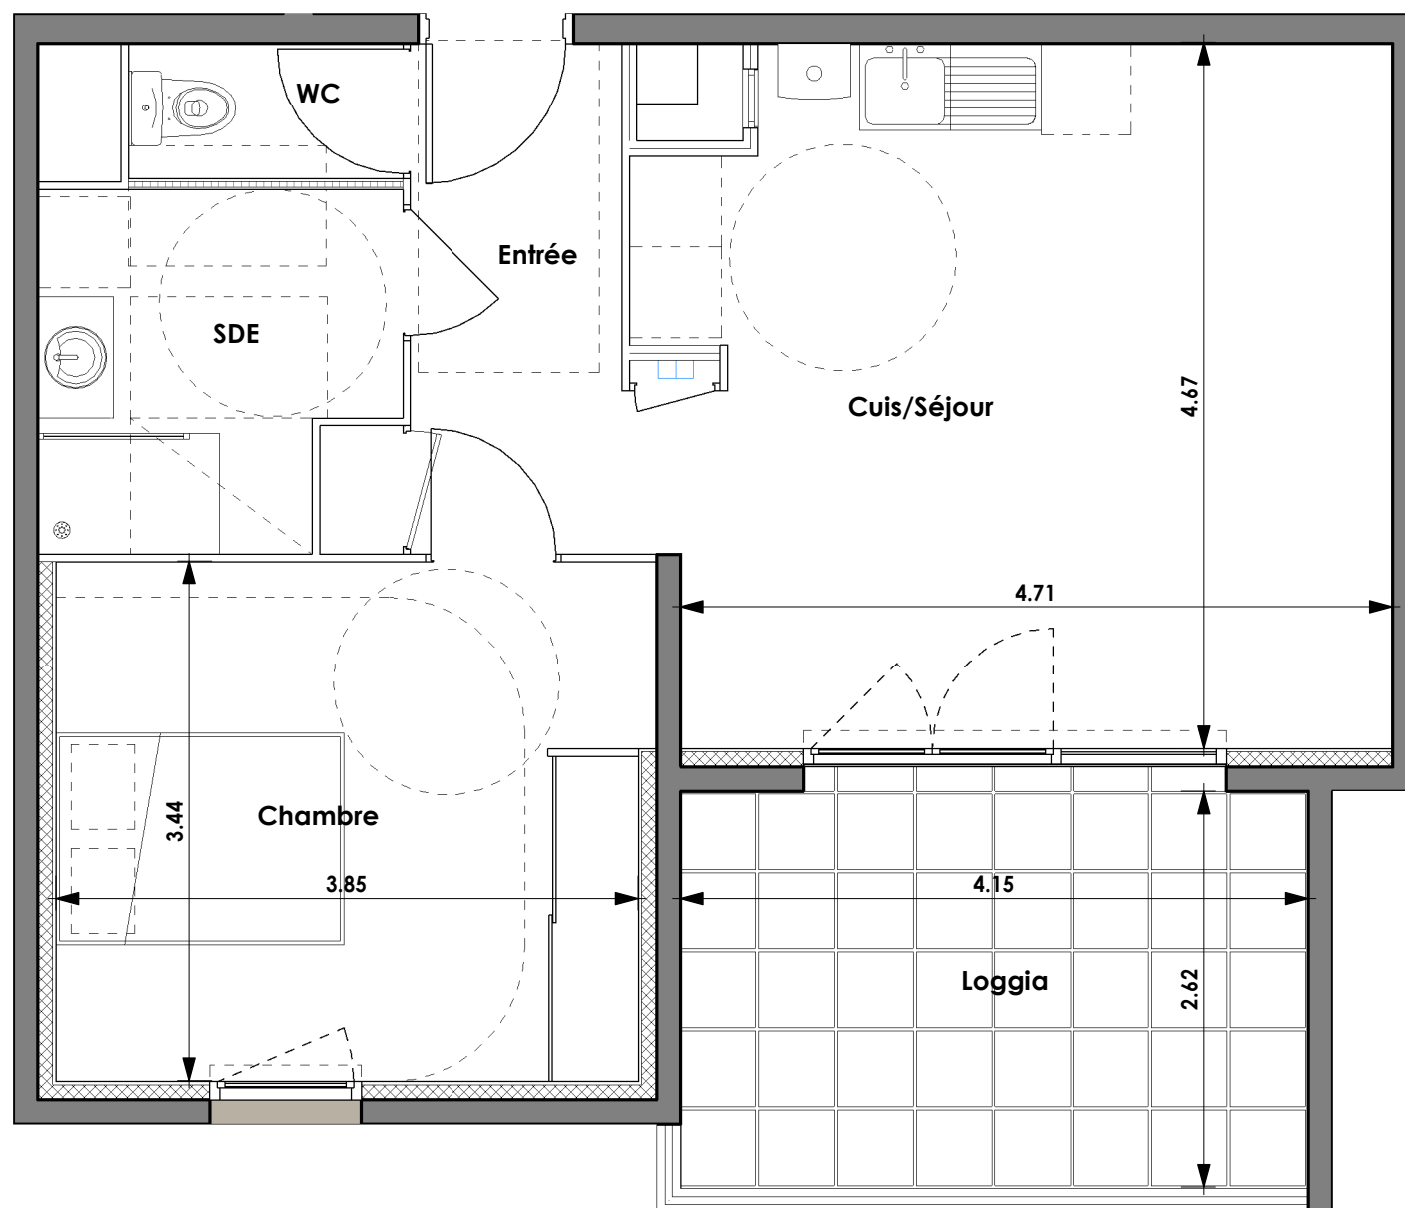 WC
Entrée
SDE
Cuis/Séjour
4.67
4.71
Chambre
3.44
3.85
4.15
Loggia
2.62